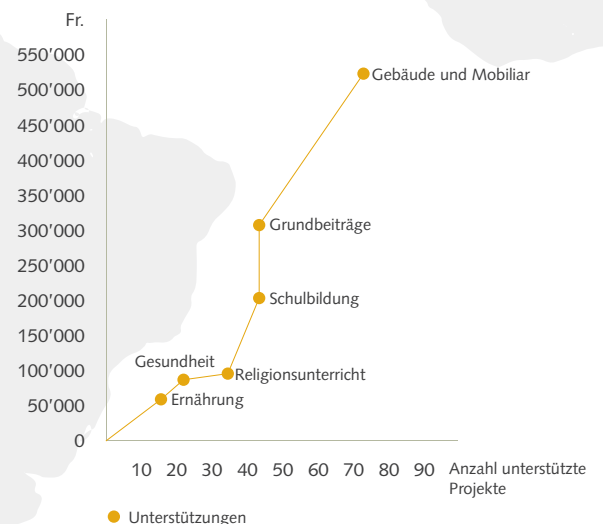 Fr.
550’000
500’000
450’000
400’000
350’000
300’000
250’000
200’000
150’000
100’000
50’000
0
Gebäude und Mobiliar
Grundbeiträge
Schulbildung
Gesundheit
Religionsunterricht
Ernährung
10 20 30 40 50 60 70 80 90 Anzahl unterstützte
Projekte
Unterstützungen